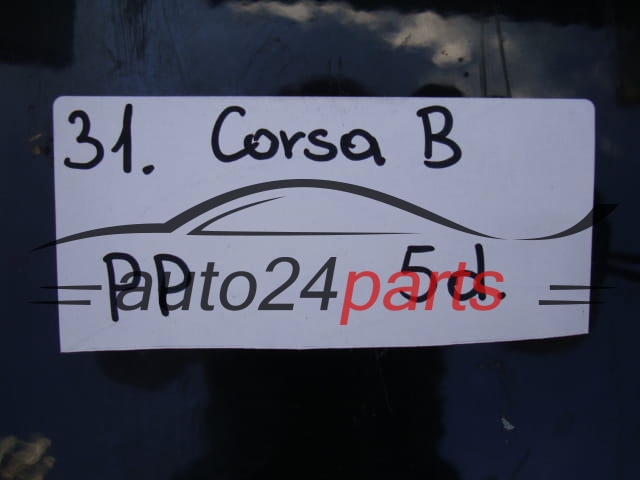 31. Corsa B
PP 5d.
auto24parts